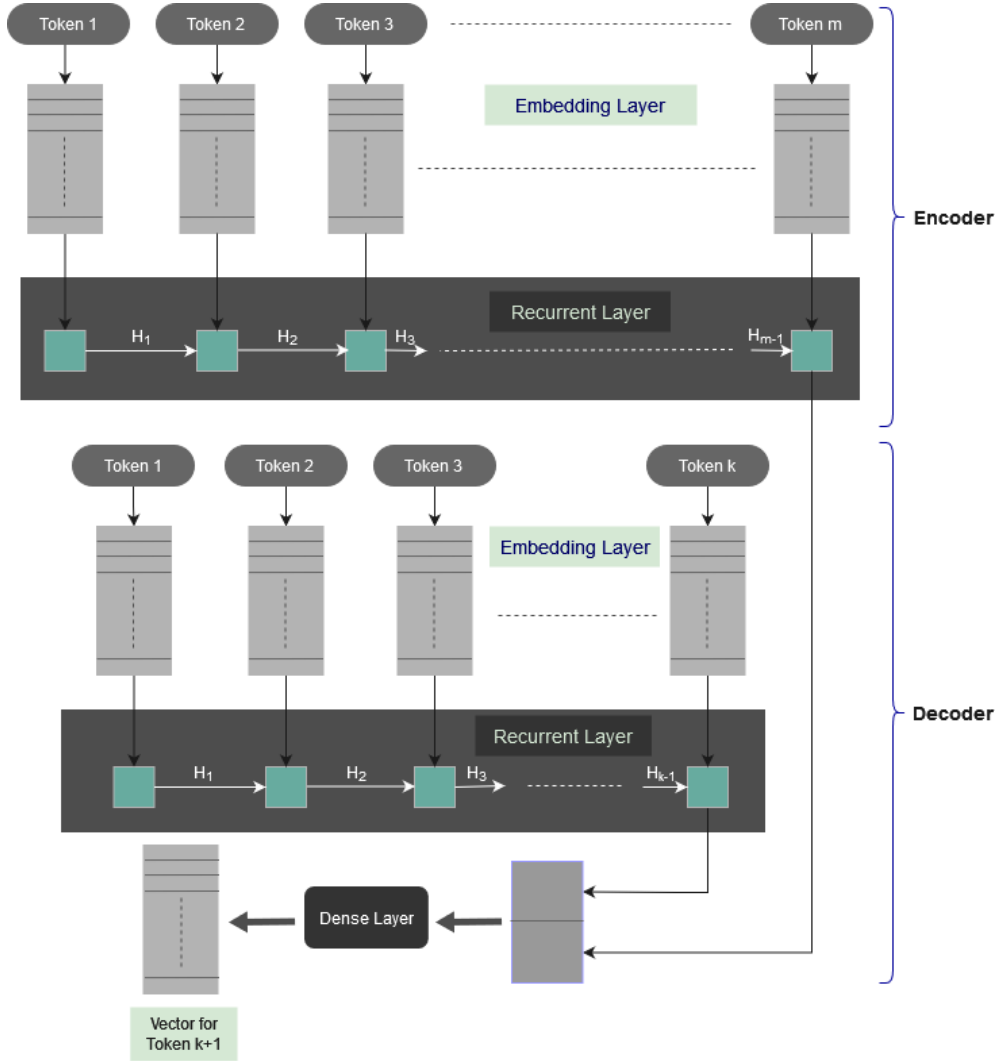 Token 1
Token 2
Token 3
Token m
Embedding Layer
Encoder
Recurrent Layer
H1
H2
H3
Hm-1
Token 1
Token 2
Token 3
Token k
Embedding Layer
Decoder
Recurrent Layer
H1
H2
H3
Hk-1
Dense Layer
Vector for
Token k+1